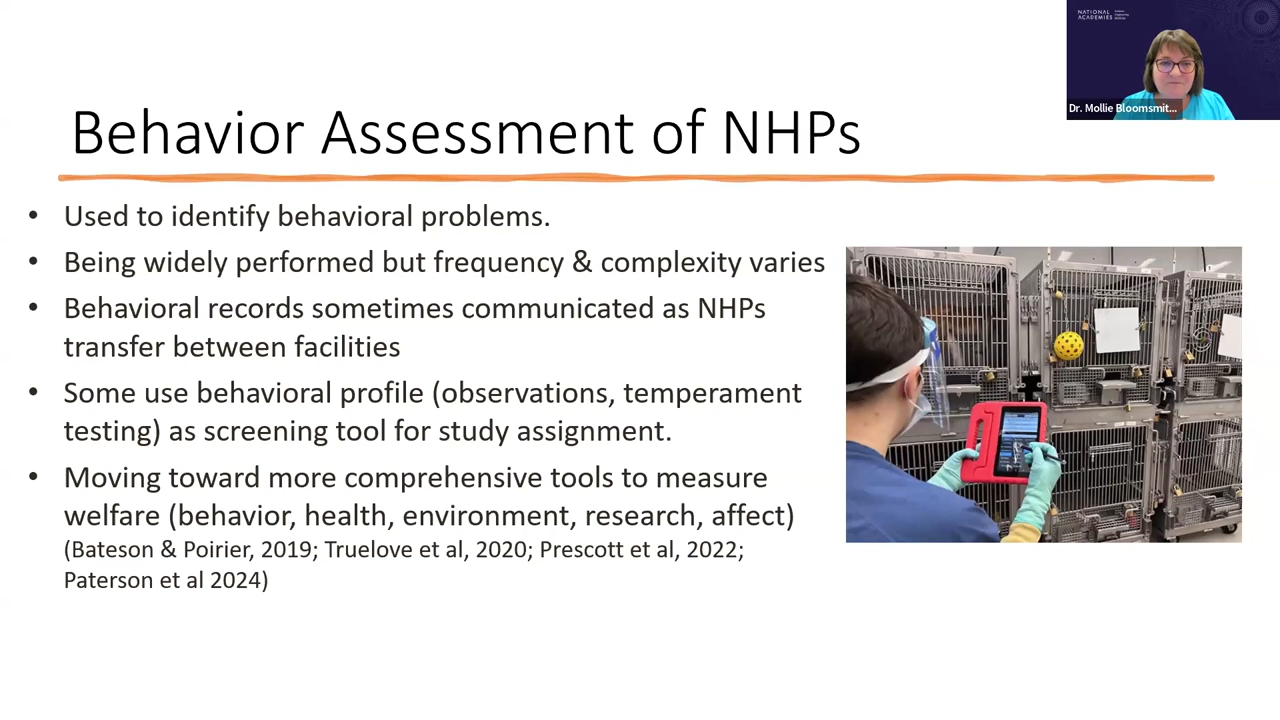 NATIONAL
ACADEMIES
Dr. Mollie Bloomsmit...
Behavior Assessment of NHPs
• Used to identify behavioral problems.
• Being widely performed but frequency & complexity varies
• Behavioral records sometimes communicated as NHPs
transfer between facilities
• Some use behavioral profile (observations, temperament
testing) as screening tool for study assignment.
• Moving toward more comprehensive tools to measure
welfare (behavior, health, environment, research, affect)
(Bateson & Poirier, 2019; Truelove et al, 2020; Prescott et al, 2022;
Paterson et al 2024)